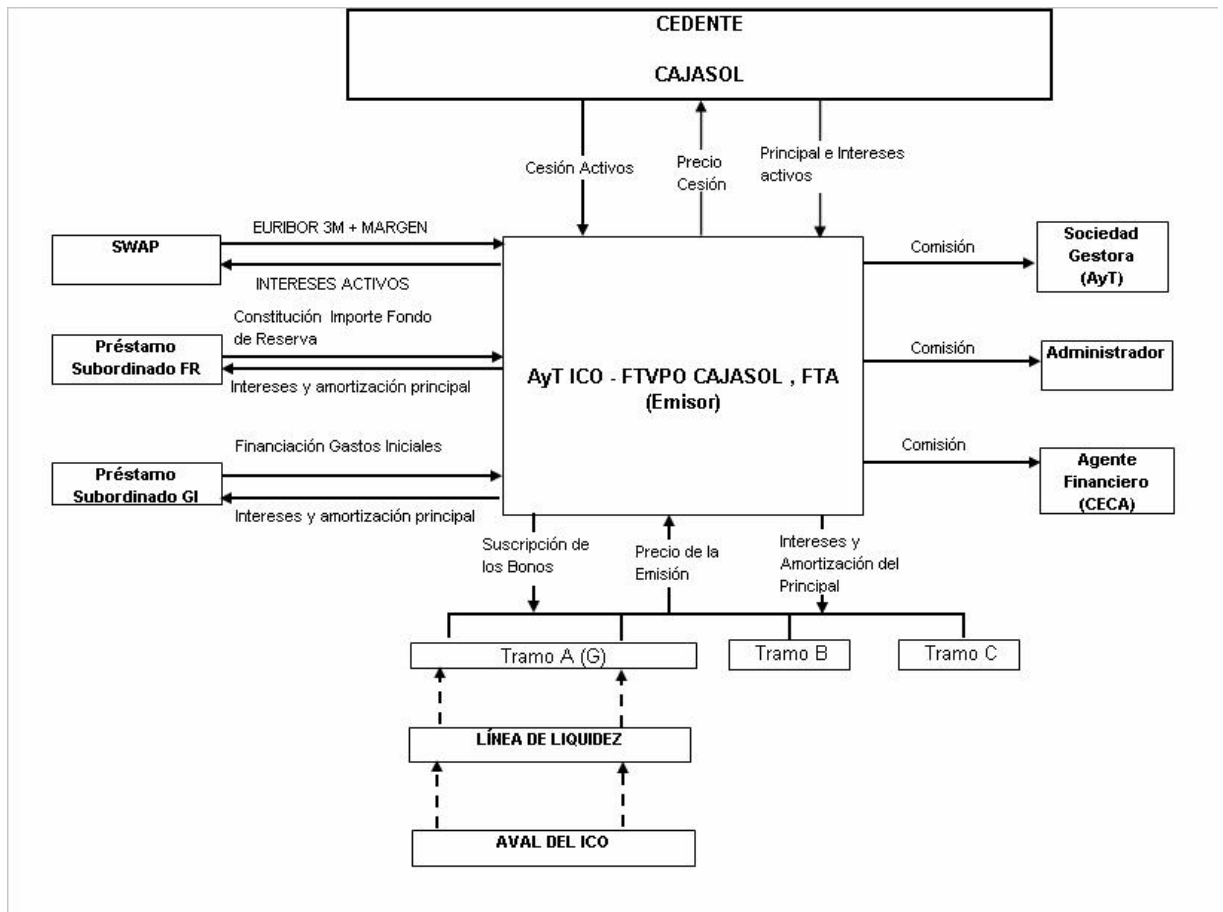 CEDENTE
CAJASOL
Cesión Activos
Precio
Cesión
Principal e Intereses
activos
EURIBOR 3M + MARGEN
SWAP
INTERESES ACTIVOS
Constitución Importe Fondo
de Reserva
Préstamo
Subordinado FR
Intereses y amortización principal
Financiación Gastos Iniciales
Préstamo
Subordinado GI
Intereses y amortización principal
AyT ICO - FTVPO CAJASOL , FTA
(Emisor)
Comisión
Sociedad
Gestora
(AyT)
Comisión
Administrador
Comisión
Agente
Financiero
(CECA)
Suscripción de
los Bonos
Precio de la
Emisión
Intereses y
Amortización del
Principal
Tramo A (G)
Tramo B
Tramo C
LÍNEA DE LIQUIDEZ
AVAL DEL ICO